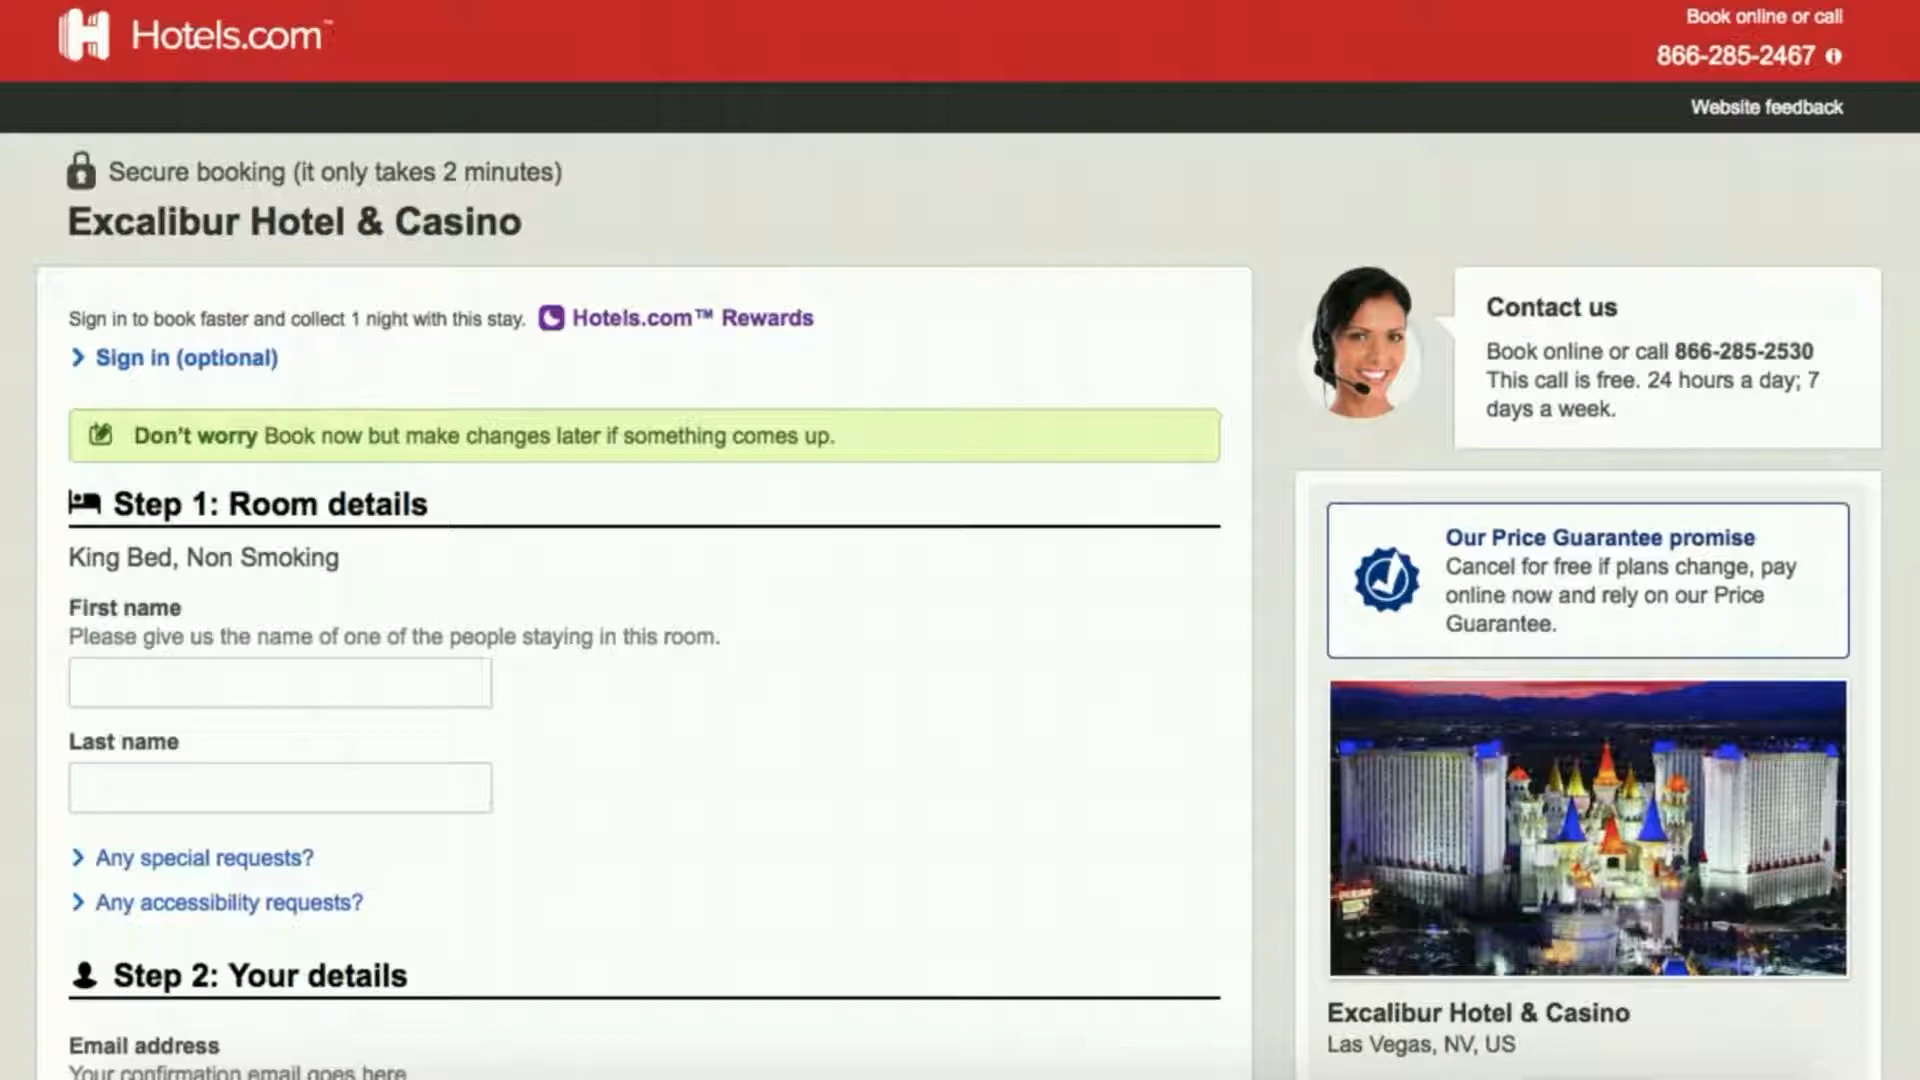 Hotels.com™
Book online or call
866-285-2467
Website feedback
Secure booking (it only takes 2 minutes)
Excalibur Hotel & Casino
Sign in to book faster and collect 1 night with this stay. Hotels.com™ Rewards
Sign in (optional)
Don't worry Book now but make changes later if something comes up.
Step 1: Room details
King Bed, Non Smoking
First name
Please give us the name of one of the people staying in this room.
Last name
Any special requests?
Any accessibility requests?
Step 2: Your details
Email address
Your confirmation email goes here
Contact us
Book online or call 866-285-2530
This call is free. 24 hours a day; 7
days a week.
Our Price Guarantee promise
Cancel for free if plans change, pay
online now and rely on our Price
Guarantee.
Excalibur Hotel & Casino
Las Vegas, NV, US